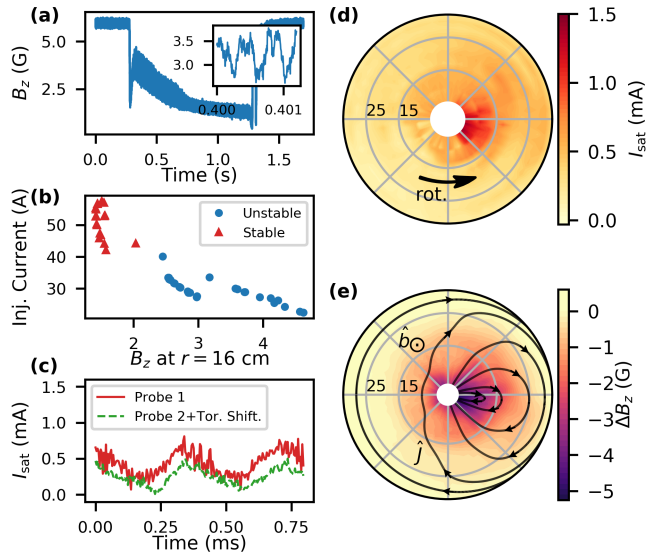 (a)
B_z (G)
5.0
2.5
3.5
3.0
0.400
0.401
0.0
0.5
1.0
1.5
Time (s)
(b)
Inj. Current (A)
50
40
30
Unstable
Stable
2
3
4
B_z at r = 16 cm
(c)
I_sat (mA)
1.5
1.0
0.5
0.0
Probe 1
Probe 2+Tor. Shift.
0.00
0.25
0.50
0.75
Time (ms)
(d)
25
15
rot.
1.5
1.0
0.5
0.0
I_sat (mA)
(e)
b̂
25
15
Ĵ
0
−1
−2
−3
−4
−5
ΔB_z (G)